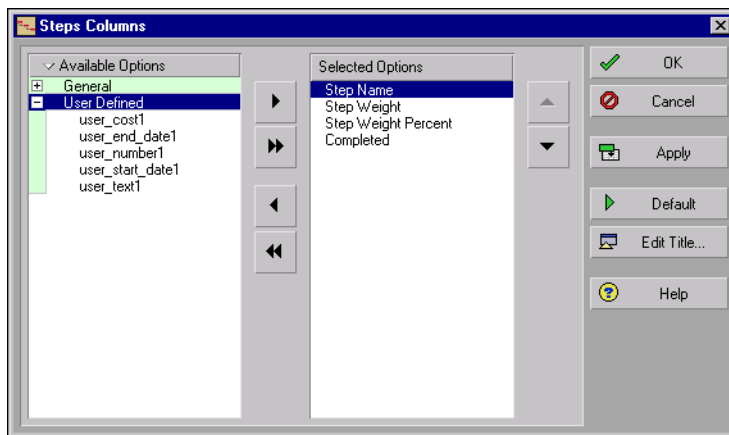 Steps Columns
Available Options
General
User Defined
user_cost1
user_end_date1
user_number1
user_start_date1
user_text1
Selected Options
Step Name
Step Weight
Step Weight Percent
Completed
OK
Cancel
Apply
Default
Edit Title...
Help